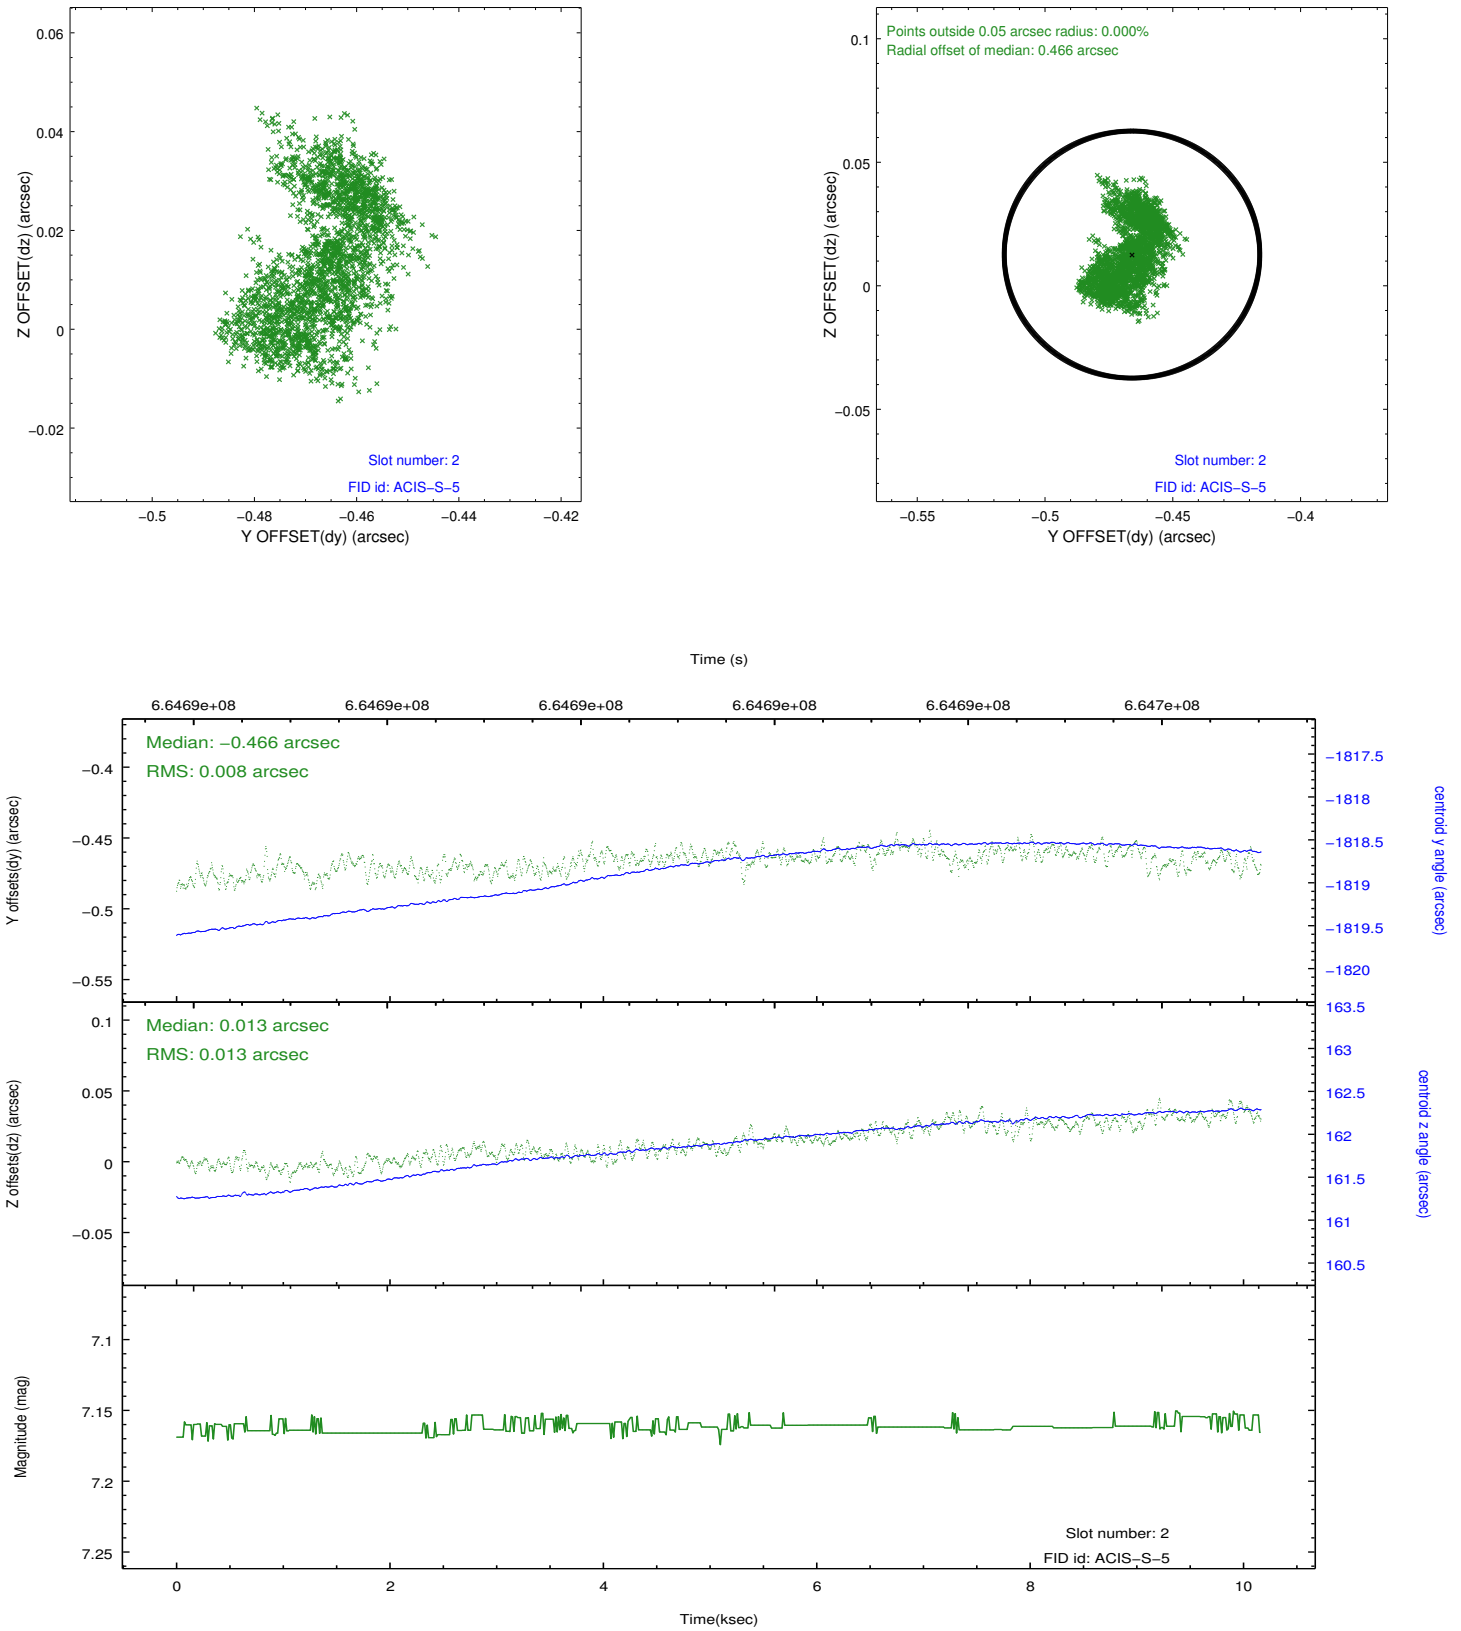 0.06
0.04
0.02
0
−0.02
Z OFFSET(dz) (arcsec)
Slot number: 2
FID id: ACIS−S−5
−0.5
−0.48
−0.46
−0.44
−0.42
Y OFFSET(dy) (arcsec)
Points outside 0.05 arcsec radius: 0.000%
Radial offset of median: 0.466 arcsec
0.1
0.05
0
−0.05
Z OFFSET(dz) (arcsec)
Slot number: 2
FID id: ACIS−S−5
−0.55
−0.5
−0.45
−0.4
Y OFFSET(dy) (arcsec)
Time (s)
6.6469e+08
6.6469e+08
6.6469e+08
6.6469e+08
6.6469e+08
6.647e+08
Median: −0.466 arcsec
RMS: 0.008 arcsec
−0.4
−0.45
−0.5
−0.55
Y offsets(dy) (arcsec)
−1817.5
−1818
−1818.5
−1819
−1819.5
−1820
centroid y angle (arcsec)
Median: 0.013 arcsec
RMS: 0.013 arcsec
0.1
0.05
0
−0.05
Z offsets(dz) (arcsec)
163.5
163
162.5
162
161.5
161
160.5
centroid z angle (arcsec)
7.1
7.15
7.2
7.25
Magnitude (mag)
Slot number: 2
FID id: ACIS−S−5
0
2
4
6
8
10
Time(ksec)